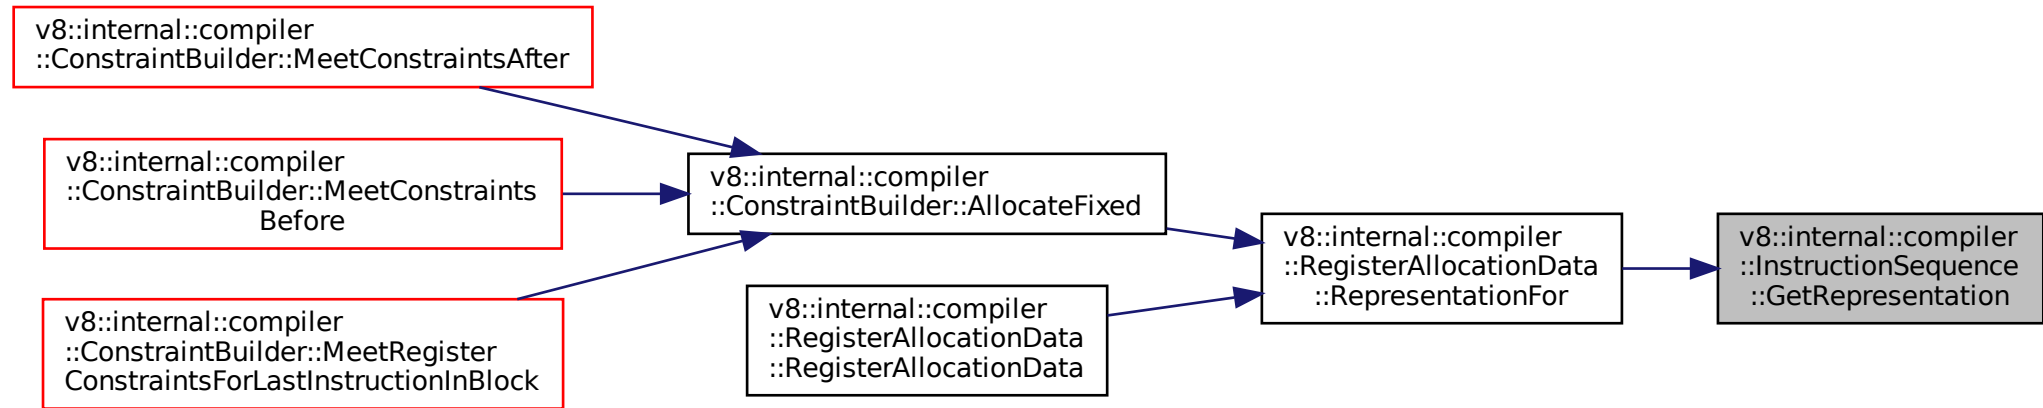 v8::internal::compiler
::ConstraintBuilder::MeetConstraintsAfter
v8::internal::compiler
::ConstraintBuilder::MeetConstraints
Before
v8::internal::compiler
::ConstraintBuilder::MeetRegister
ConstraintsForLastInstructionInBlock
v8::internal::compiler
::ConstraintBuilder::AllocateFixed
v8::internal::compiler
::RegisterAllocationData
::RegisterAllocationData
v8::internal::compiler
::RegisterAllocationData
::RepresentationFor
v8::internal::compiler
::InstructionSequence
::GetRepresentation